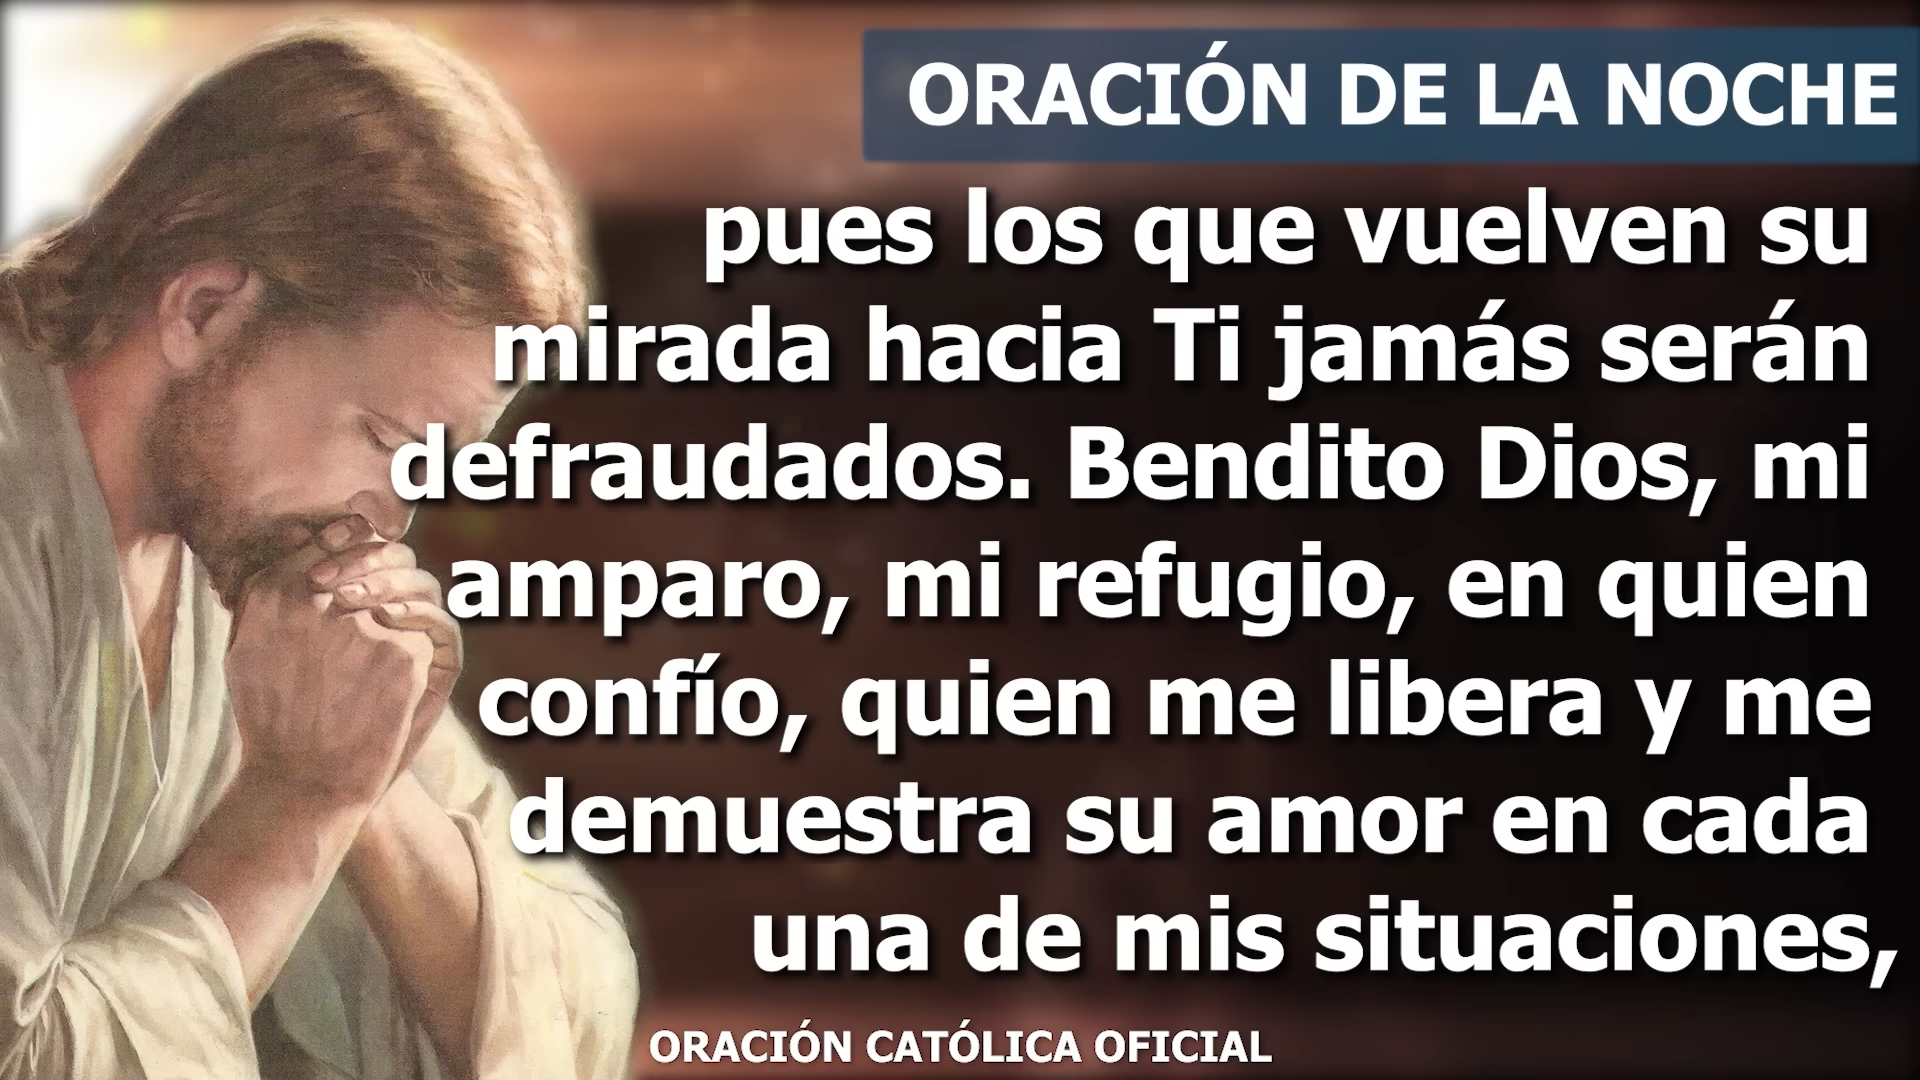 ORACIÓN DE LA NOCHE
pues los que vuelven su
mirada hacia Ti jamás serán
defraudados. Bendito Dios, mi
amparo, mi refugio, en quien
confío, quien me libera y me
demuestra su amor en cada
una de mis situaciones,
ORACIÓN CATÓLICA OFICIAL